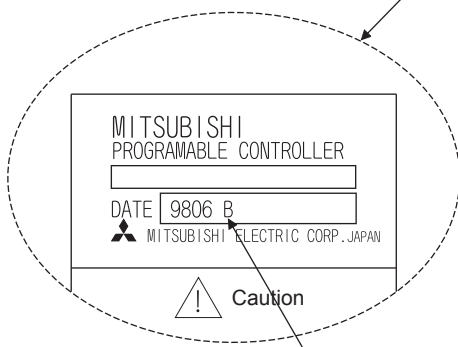 MITSUBISHI
PROGRAMABLE CONTROLLER
DATE 9806 B
MITSUBISHI ELECTRIC CORP.JAPAN
! Caution